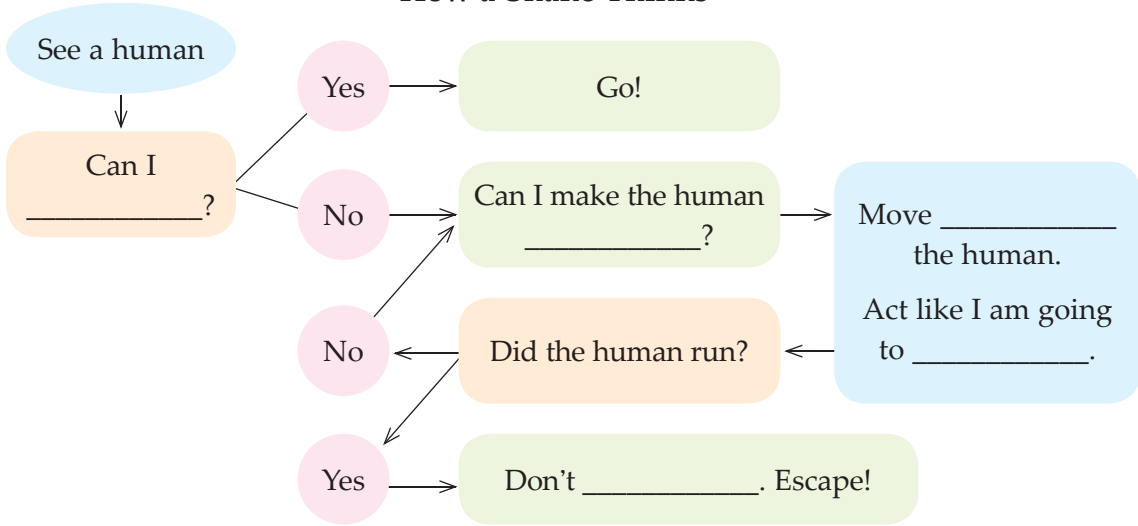 See a human
Yes
Go!
Can I
____________?
No
Can I make the human
____________?
Move ____________
the human.
Act like I am going
to ____________.
No
Did the human run?
Yes
Don’t ____________. Escape!